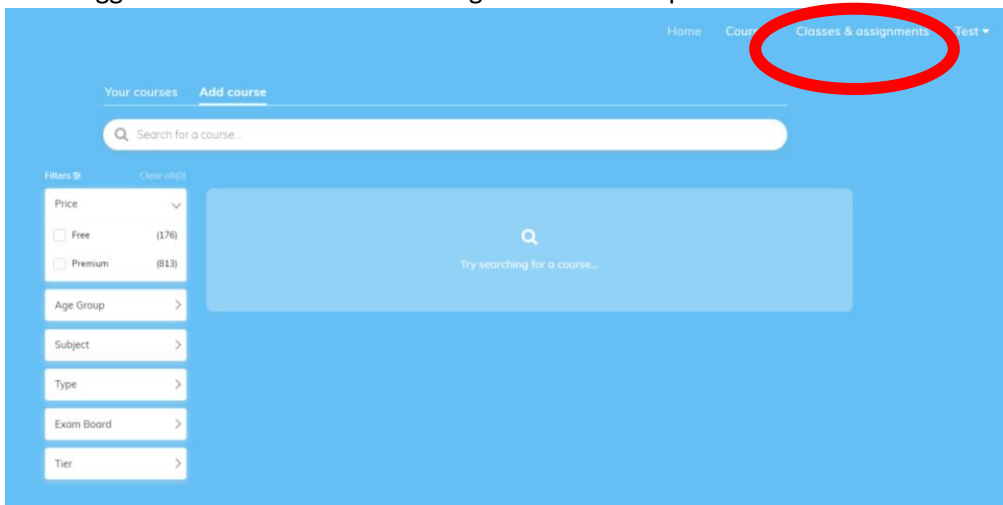 Home Classes & assignments Test
Your courses Add course
Search for a course...
Filters Clear all(0)
Price
Free (176)
Premium (813)
Try searching for a course...
Age Group
Subject
Type
Exam Board
Tier